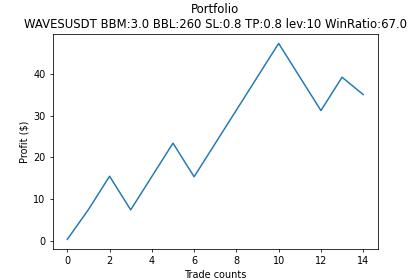 Portfolio
WAVESUSDT BBM:3.0 BBL:260 SL:0.8 TP:0.8 lev:10 WinRatio:67.0
40
30
20
10
0
Profit ($)
0 2 4 6 8 10 12 14
Trade counts